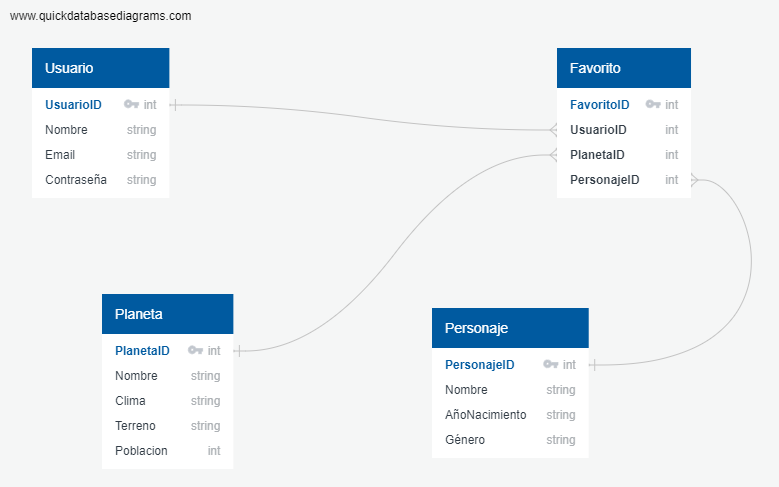 www.quickdatabasediagrams.com
Usuario
UsuarioID int
Nombre string
Email string
Contraseña string
Favorito
FavoritoID int
UsuarioID int
PlanetaID int
PersonajeID int
Planeta
PlanetaID int
Nombre string
Clima string
Terreno string
Poblacion int
Personaje
PersonajeID int
Nombre string
AñoNacimiento string
Género string